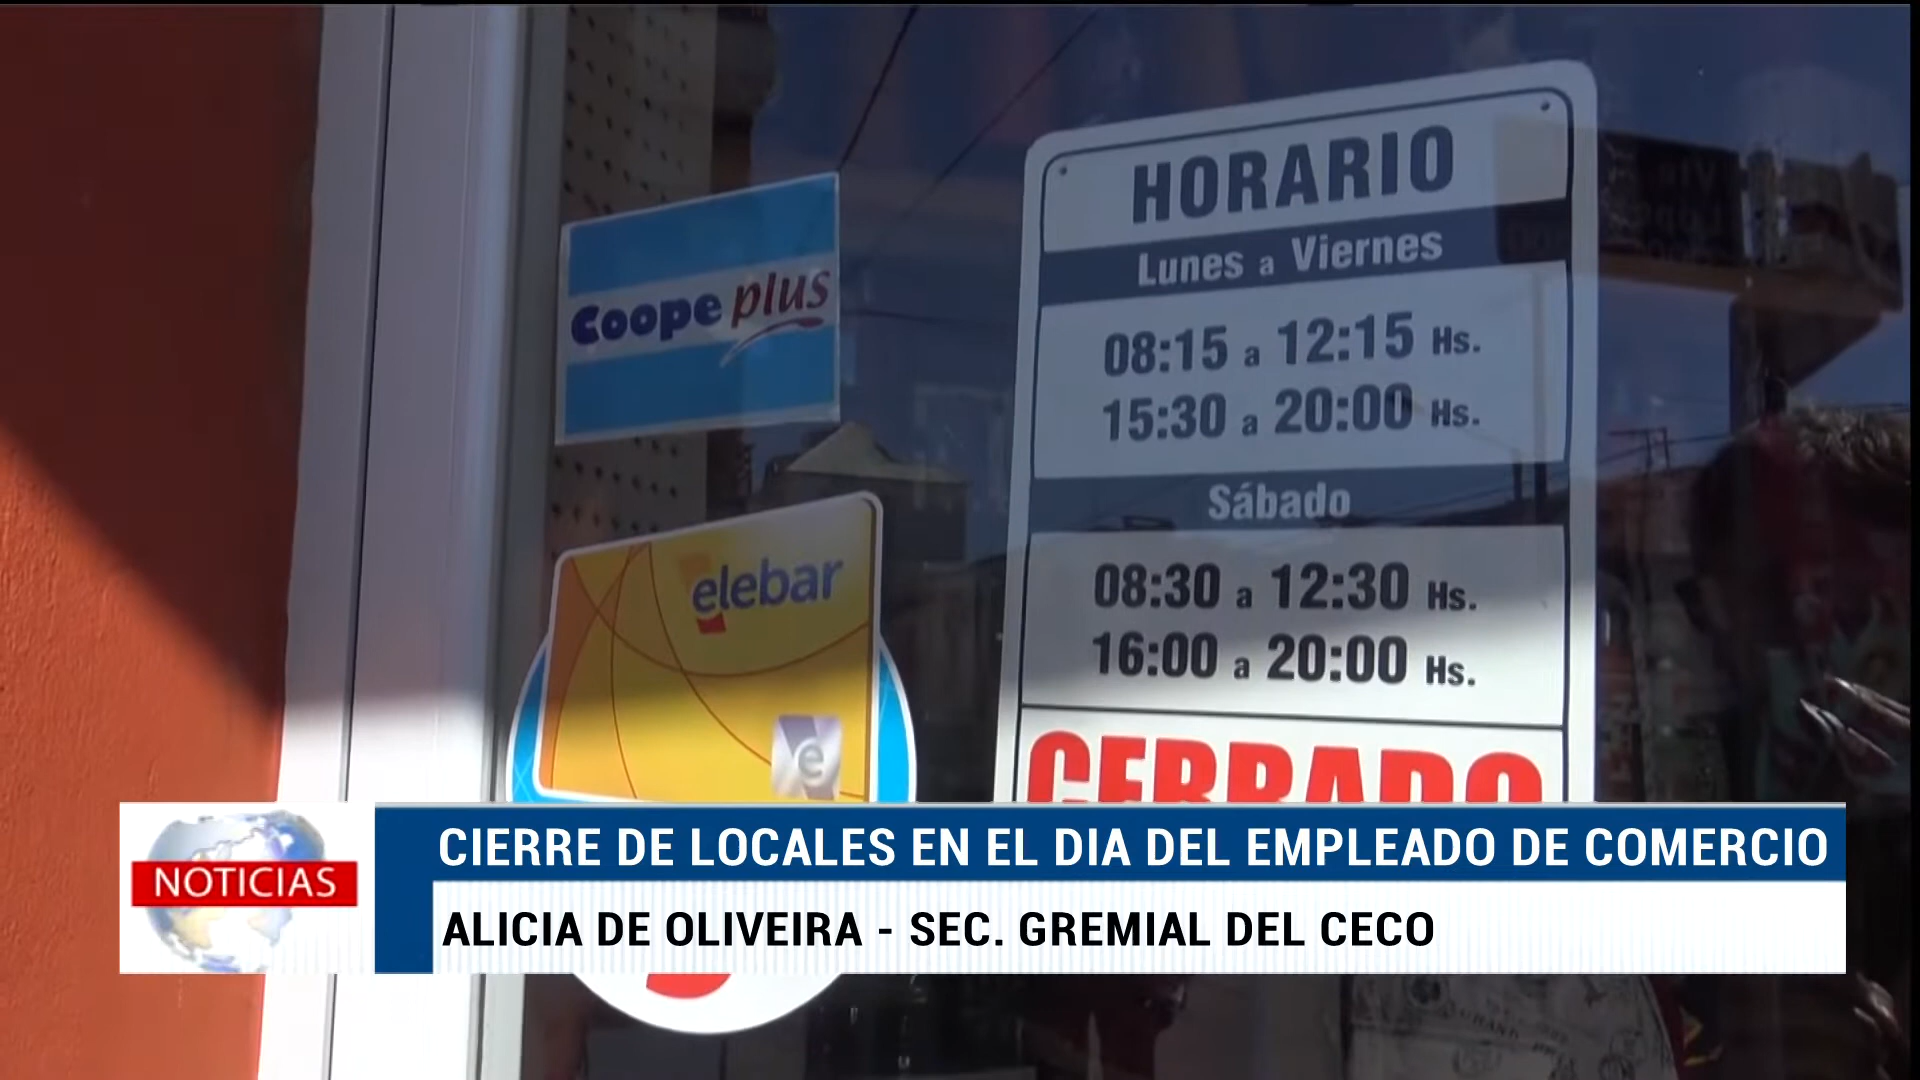 HORARIO
Lunes a Viernes
08:15 a 12:15 Hs.
15:30 a 20:00 Hs.
Sábado
08:30 a 12:30 Hs.
16:00 a 20:00 Hs.
CERRADO
Coope plus
elebar
e
NOTICIAS
CIERRE DE LOCALES EN EL DIA DEL EMPLEADO DE COMERCIO
ALICIA DE OLIVEIRA - SEC. GREMIAL DEL CECO